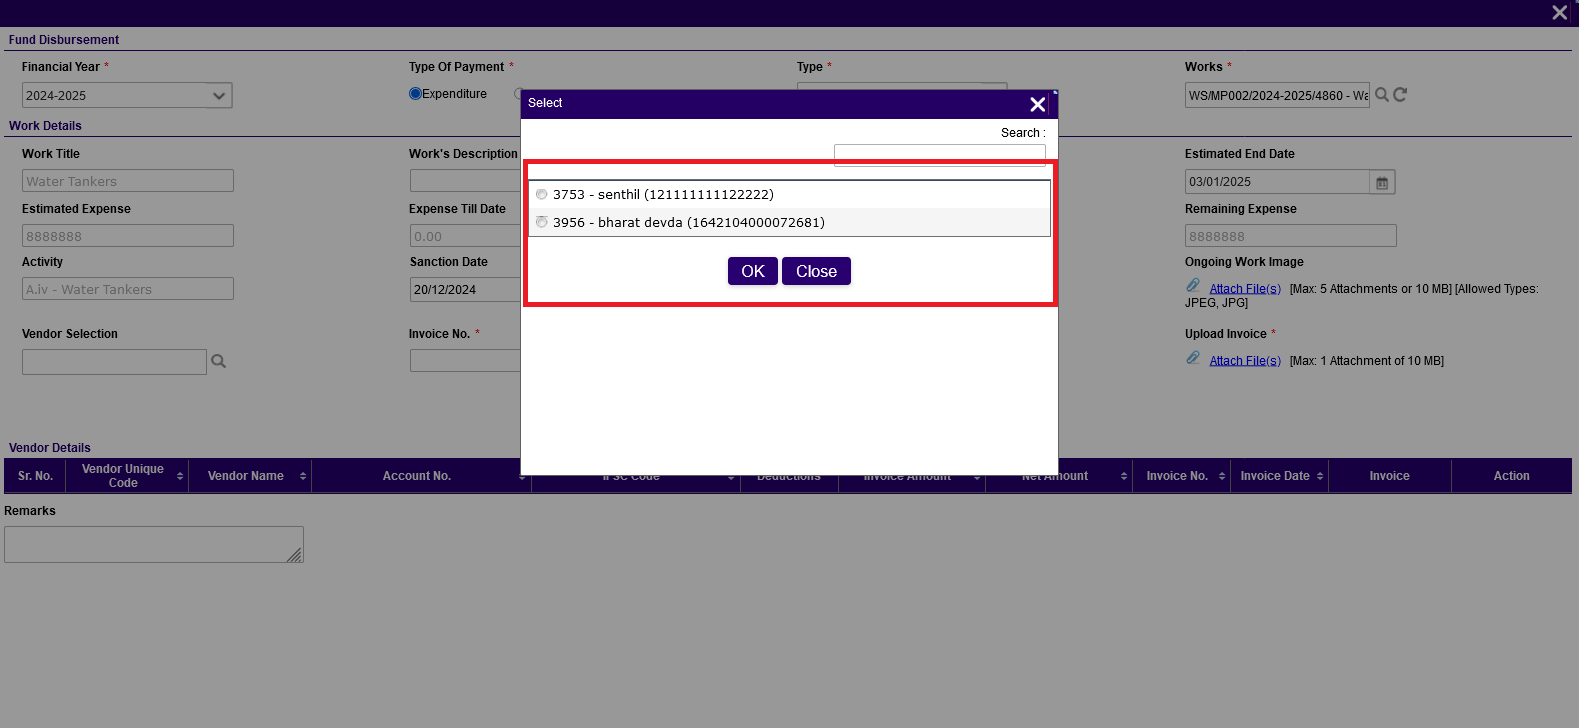 Fund Disbursement
Financial Year *
Type Of Payment *
Type *
Works *
2024-2025
Expenditure
WS/MP002/2024-2025/4860 - Wa
Select
Search :
Work Details
Work Title
Work's Description
Estimated End Date
Water Tankers
03/01/2025
3753 - senthil (121111111122222)
3956 - bharat devda (1642104000072681)
Estimated Expense
Expense Till Date
Remaining Expense
8888888
0.00
8888888
OK
Close
Activity
Sanction Date
Ongoing Work Image
A.iv - Water Tankers
20/12/2024
Attach File(s) [Max: 5 Attachments or 10 MB] [Allowed Types:
JPEG, JPG]
Vendor Selection
Invoice No. *
Upload Invoice *
Attach File(s) [Max: 1 Attachment of 10 MB]
Vendor Details
Sr. No.
Vendor Unique
Code
Vendor Name
Account No.
IFSC Code
Deductions
Invoice Amount
Net Amount
Invoice No.
Invoice Date
Invoice
Action
Remarks